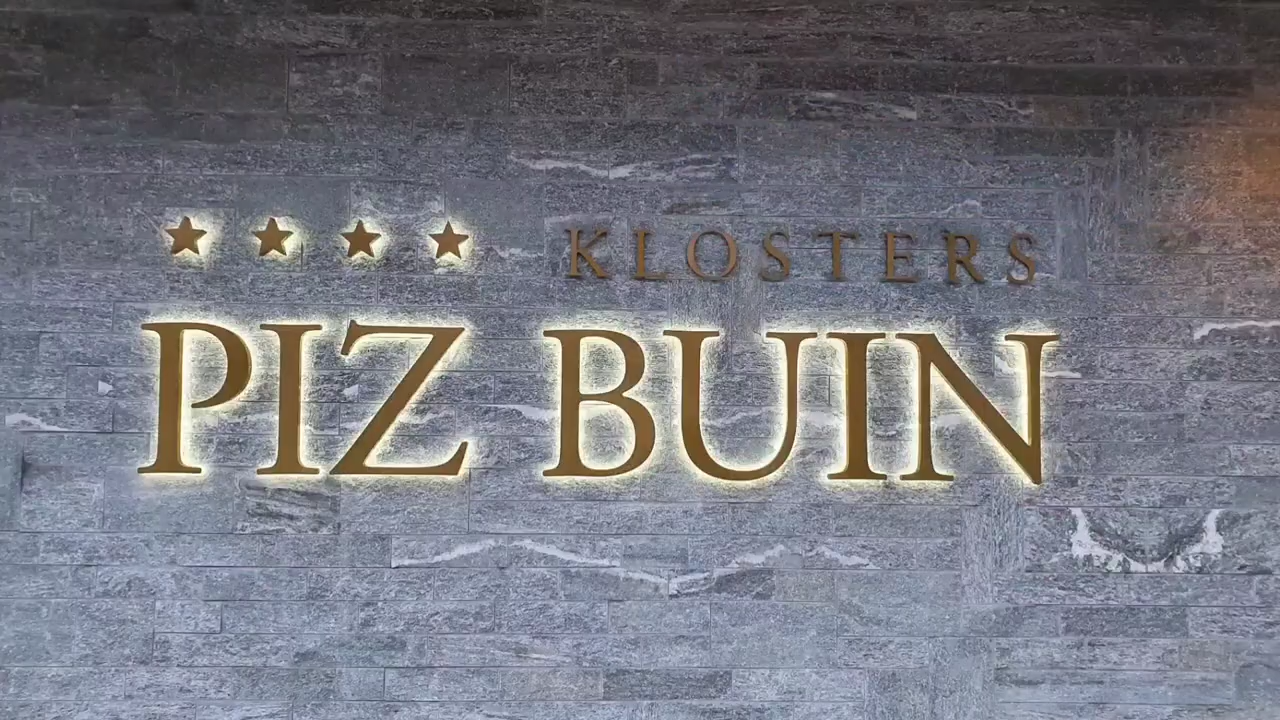 ★★★★ KLOSTERS
PIZ BUIN